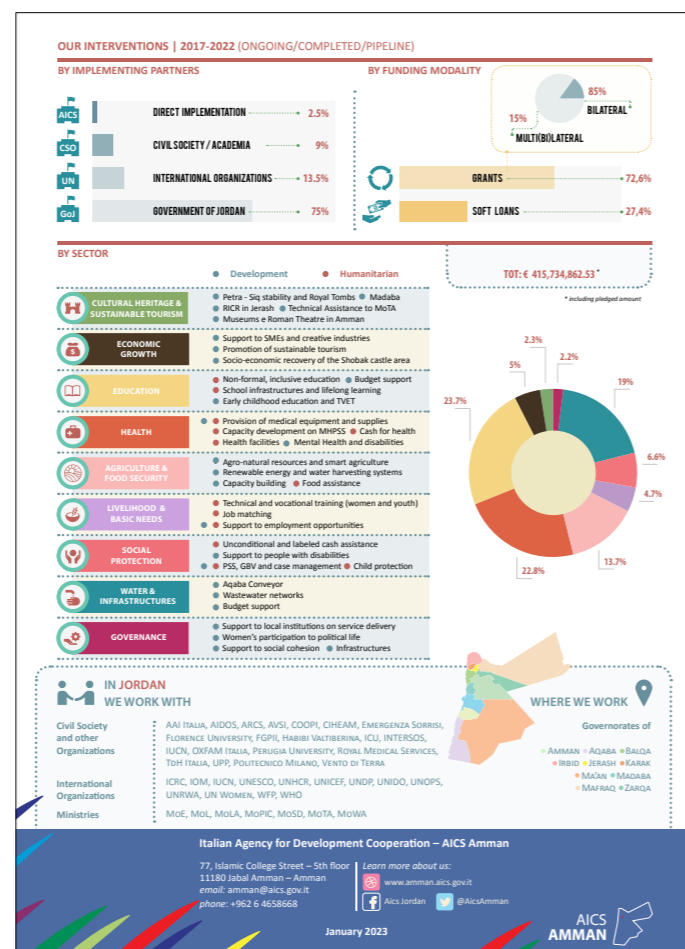 OUR INTERVENTIONS | 2017-2022 (ONGOING/COMPLETED/PIPELINE)
BY IMPLEMENTING PARTNERS
AICS
DIRECT IMPLEMENTATION 2.5%
CSO
CIVIL SOCIETY / ACADEMIA 9%
UN
INTERNATIONAL ORGANIZATIONS 13.5%
GoJ
GOVERNMENT OF JORDAN 75%
BY FUNDING MODALITY
85%
BILATERAL
15%
MULTI(BI)LATERAL
GRANTS 72,6%
SOFT LOANS 27,4%
BY SECTOR
Development Humanitarian
TOT: € 415,734,862.53 *
* including pledged amount
CULTURAL HERITAGE &
SUSTAINABLE TOURISM
Petra - Siq stability and Royal Tombs Madaba
RICR in Jerash Technical Assistance to MoTA
Museums e Roman Theatre in Amman
ECONOMIC
GROWTH
Support to SMEs and creative industries
Promotion of sustainable tourism
Socio-economic recovery of the Shobak castle area
EDUCATION
Non-formal, inclusive education Budget support
School infrastructures and lifelong learning
Early childhood education and TVET
HEALTH
Provision of medical equipment and supplies
Capacity development on MHPSS Cash for health
Health facilities Mental Health and disabilities
AGRICULTURE &
FOOD SECURITY
Agro-natural resources and smart agriculture
Renewable energy and water harvesting systems
Capacity building Food assistance
LIVELIHOOD &
BASIC NEEDS
Technical and vocational training (women and youth)
Job matching
Support to employment opportunities
SOCIAL
PROTECTION
Unconditional and labeled cash assistance
Support to people with disabilities
PSS, GBV and case management Child protection
WATER &
INFRASTRUCTURES
Aqaba Conveyor
Wastewater networks
Budget support
GOVERNANCE
Support to local institutions on service delivery
Women's participation to political life
Support to social cohesion Infrastructures
2.3%
2.2%
5%
19%
23.7%
6.6%
4.7%
13.7%
22.8%
IN JORDAN
WE WORK WITH
Civil Society
and other
Organizations
AAI ITALIA, AIDOS, ARCS, AVSI, COOPI, CIHEAM, EMERGENZA SORRISI,
FLORENCE UNIVERSITY, FGPII, HABIBI VALTIBERINA, ICU, INTERSOS,
IUCN, OXFAM ITALIA, PERUGIA UNIVERSITY, ROYAL MEDICAL SERVICES,
TDH ITALIA, UPP, POLITECNICO MILANO, VENTO DI TERRA
International
Organizations
ICRC, IOM, IUCN, UNESCO, UNHCR, UNICEF, UNDP, UNIDO, UNOPS,
UNRWA, UN WOMEN, WFP, WHO
Ministries
MOE, MOL, MOLA, MOPIC, MOSD, MOTA, MOWA
WHERE WE WORK
Governorates of
AMMAN AQABA BALQA
IRBID JERASH KARAK
MA'AN MADABA
MAFRAQ ZARQA
Italian Agency for Development Cooperation – AICS Amman
77, Islamic College Street – 5th floor
11180 Jabal Amman – Amman
email: amman@aics.gov.it
phone: +962 6 4658668
Learn more about us:
www.amman.aics.gov.it
Aics Jordan @AicsAmman
January 2023
AICS
AMMAN